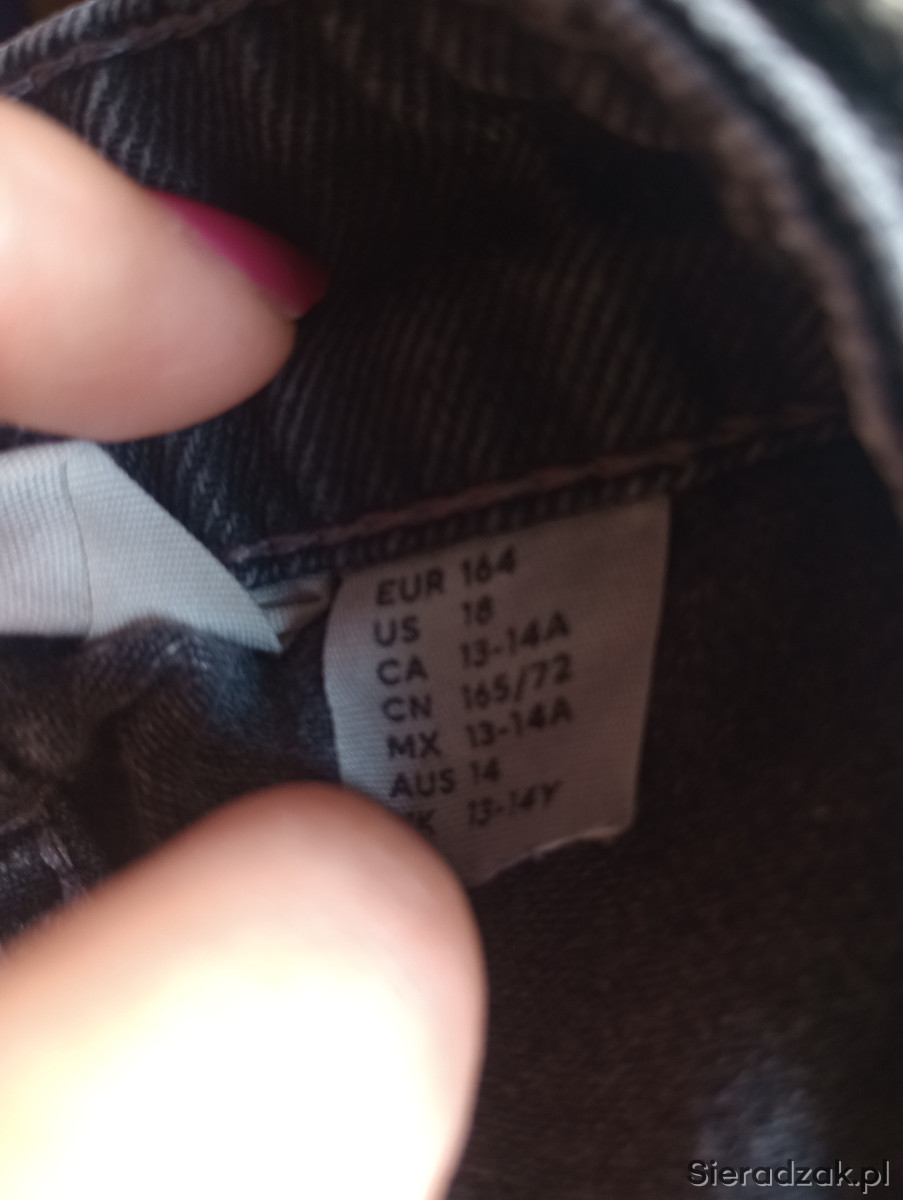 EUR 164
US 18
CA 13-14A
CN 165/72
MX 13-14A
AUS 14
13-14Y
Sieradzak.pl